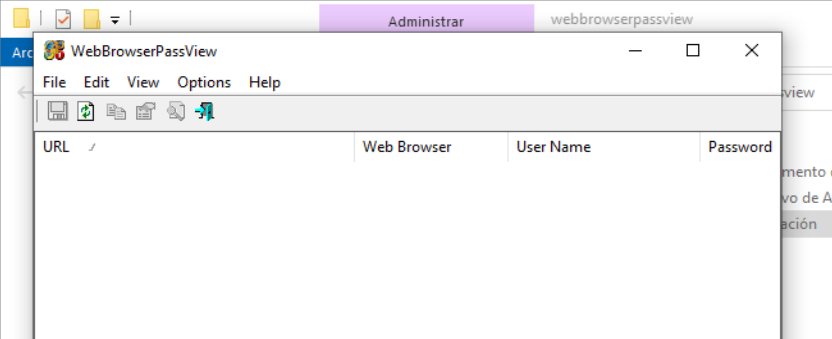 Administrar webbrowserpassview
Arc
WebBrowserPassView
File Edit View Options Help
view
URL Web Browser User Name Password
mento
vo de A
ación